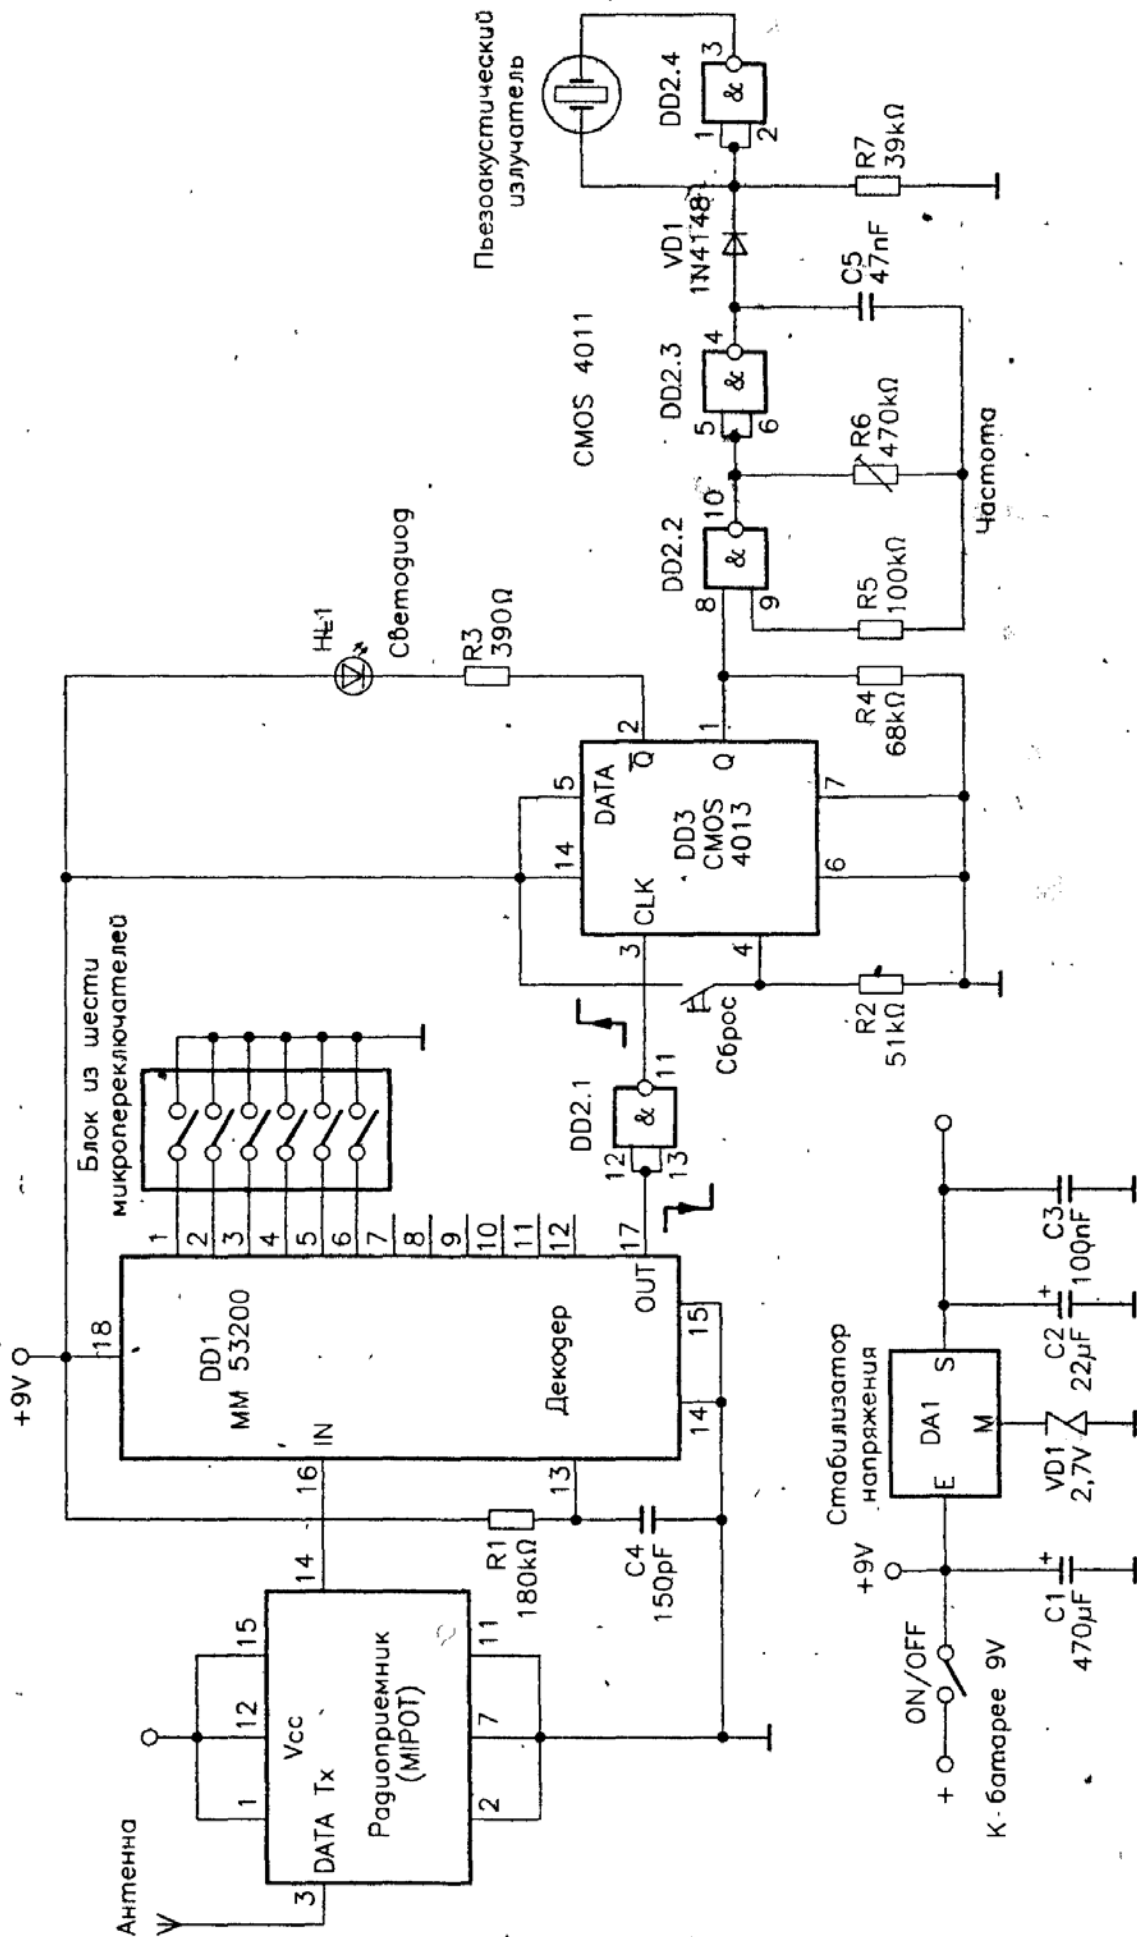 Антенна
3
DATA Tx
1
12
15
Vcc
Радиоприемник
(MIPOT)
2
7
11
14
+9V
18
DD1
MM 53200
16
IN
13
Декодер
OUT
14
15
R1
180kΩ
C4
150pF
Блок из шести
микропереключателей
1
2
3
4
5
6
7
8
9
10
11
12
17
DD2.1
12
13
&
11
Сброс
R2
51kΩ
3
CLK
4
14
5
DATA
DD3
CMOS
4013
6
7
Q
2
Q
1
HL1
Светодиод
R3
390Ω
R4
68kΩ
R5
100kΩ
8
9
DD2.2
&
10
R6
470kΩ
Частота
CMOS 4011
5
6
DD2.3
&
4
C5
47nF
VD1
1N4148
R7
39kΩ
1
2
DD2.4
&
3
Пьезоакустический
излучатель
ON/OFF
+
К батарее 9V
+9V
C1
+
470µF
Стабилизатор
напряжения
E
DA1
S
M
VD1
2,7V
C2
+
22µF
C3
100nF